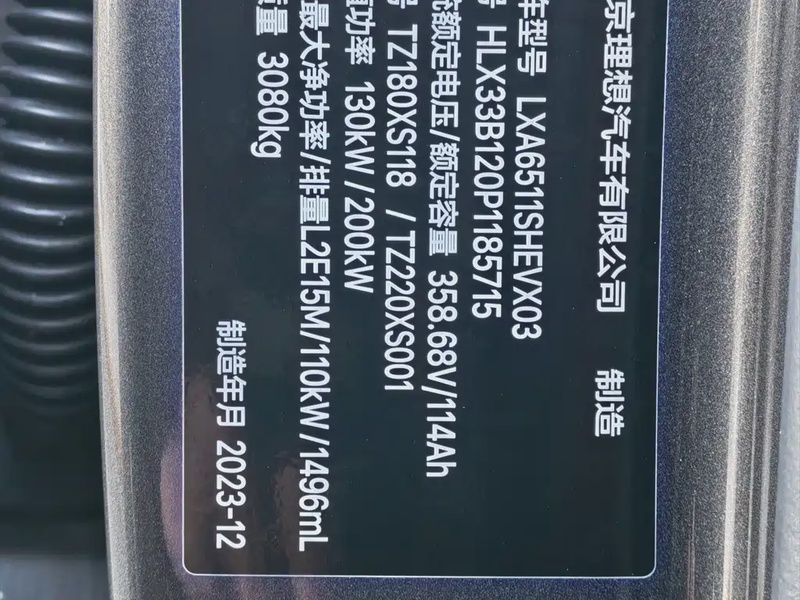 京理想汽车有限公司 制造
车型号 LXA6511SHEVX03
号 HLX33B120P1185715
额定电压/额定容量 358.68V/114Ah
号 TZ180XS118 / TZ220XS001
值功率 130kW/200kW
最大净功率/排量L2E15M/110kW/1496mL
质量 3080kg
制造年月 2023-12